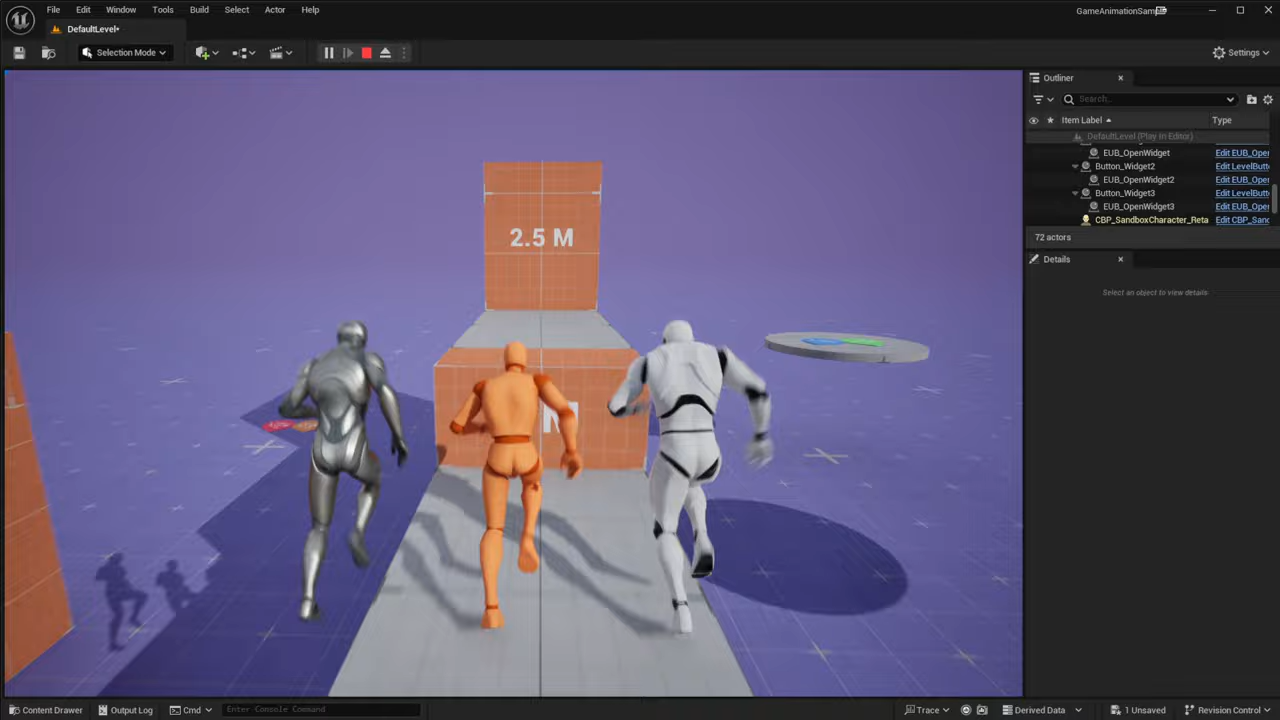 File Edit Window Tools Build Select Actor Help
GameAnimationSamp
DefaultLevel•
Selection Mode
Settings
Outliner
Search...
Item Label Type
DefaultLevel (Play In Editor)
EUB_OpenWidget Edit EUB_Oper
Button_Widget2 Edit LevelButt
EUB_OpenWidget2 Edit EUB_Oper
Button_Widget3 Edit LevelButt
EUB_OpenWidget3 Edit EUB_Oper
CBP_SandboxCharacter_Reta Edit CBP_Sand
72 actors
Details
Select an object to view details.
2.5 M
M
Content Drawer Output Log Cmd Enter Console Command Trace Derived Data 1 Unsaved Revision Control